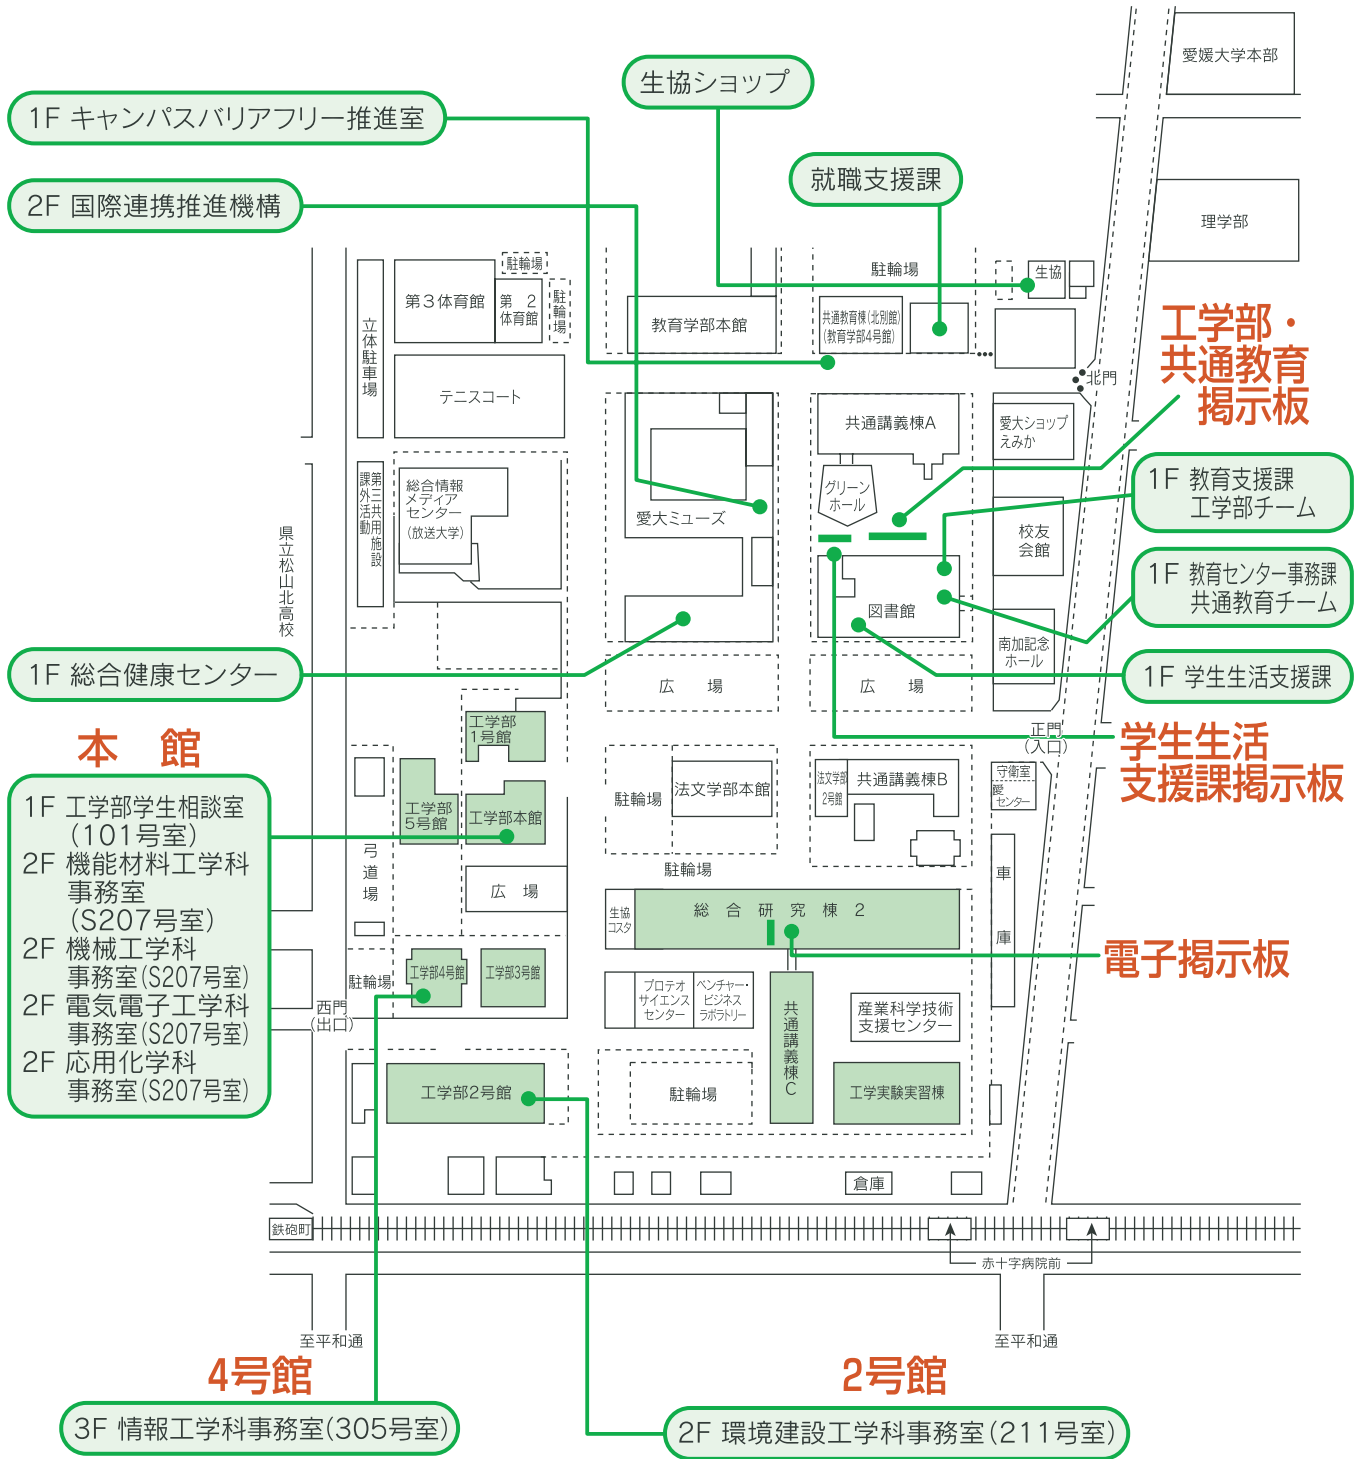 愛媛大学本部
生協ショップ
1F キャンパスバリアフリー推進室
就職支援課
2F 国際連携推進機構
理学部
駐輪場
駐輪場
生協
第3体育館
第 2
体育館
駐輪場
立体駐車場
教育学部本館
共通教育棟(北別館)
(教育学部4号館)
工学部・
共通教育
掲示板
北門
テニスコート
共通講義棟A
愛大ショップ
えみか
第三共用施設
課外活動
総合情報
メディア
センター
(放送大学)
グリーン
ホール
1F 教育支援課
工学部チーム
愛大ミューズ
校友
会館
県立松山北高校
1F 教育センター事務課
共通教育チーム
図書館
南加記念
ホール
1F 総合健康センター
広 場
広 場
1F 学生生活支援課
本 館
工学部
1号館
正門
(入口)
学生生活
支援課掲示板
1F 工学部学生相談室
(101号室)
2F 機能材料工学科
事務室
(S207号室)
2F 機械工学科
事務室(S207号室)
2F 電気電子工学科
事務室(S207号室)
2F 応用化学科
事務室(S207号室)
工学部
5号館
工学部本館
駐輪場
法文学部本館
法文学部
2号館
共通講義棟B
守衛室
愛
センター
弓道場
広 場
駐輪場
車庫
生協
コスタ
総合研究棟2
電子掲示板
駐輪場
工学部4号館
工学部3号館
プロテオ
サイエンス
センター
ベンチャー・
ビジネス
ラボラトリー
共通講義棟C
産業科学技術
支援センター
西門
(出口)
工学部2号館
駐輪場
工学実験実習棟
倉庫
鉄砲町
赤十字病院前
至平和通
至平和通
4号館
2号館
3F 情報工学科事務室(305号室)
2F 環境建設工学科事務室(211号室)